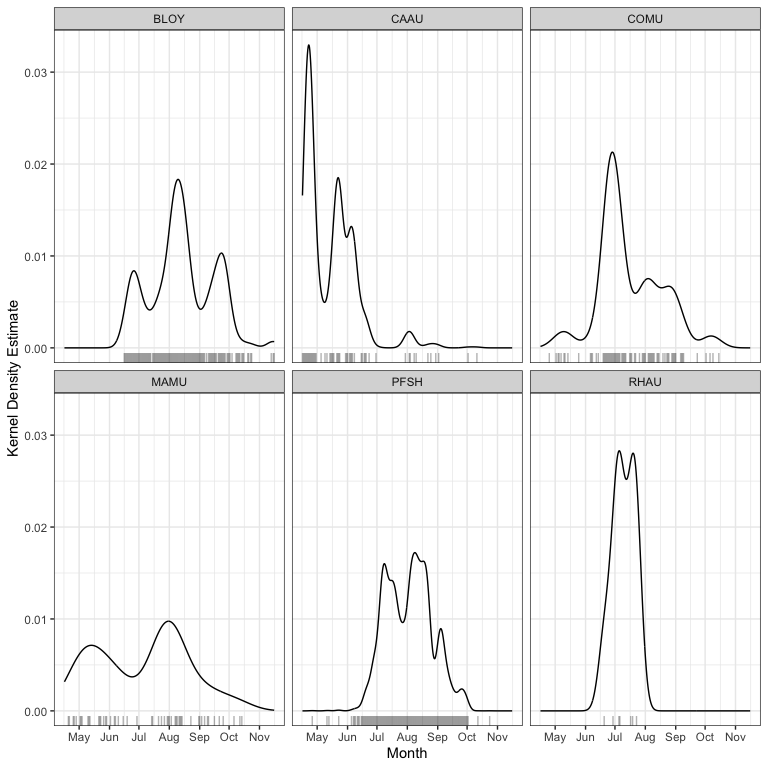 BLOY CAAU COMU
0.03
0.02
0.01
0.00
Kernel Density Estimate
MAMU PFSH RHAU
0.03
0.02
0.01
0.00
May Jun Jul Aug Sep Oct Nov May Jun Jul Aug Sep Oct Nov May Jun Jul Aug Sep Oct Nov
Month